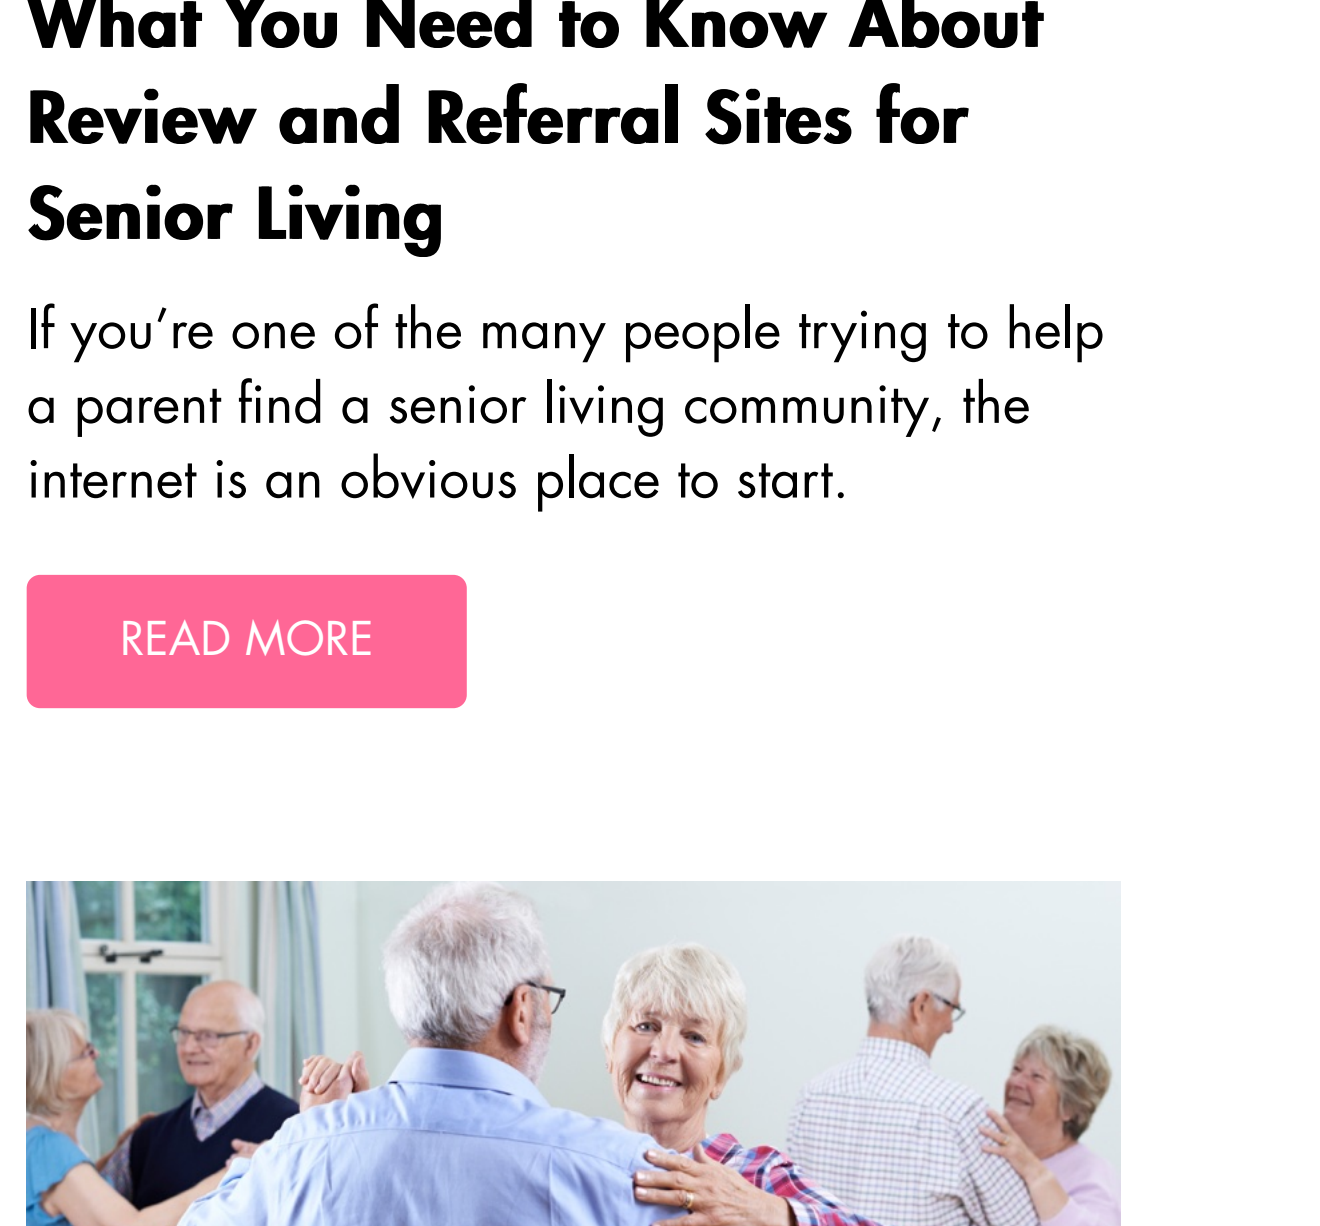 What You Need to Know About
Review and Referral Sites for
Senior Living
If you’re one of the many people trying to help
a parent find a senior living community, the
internet is an obvious place to start.
READ MORE